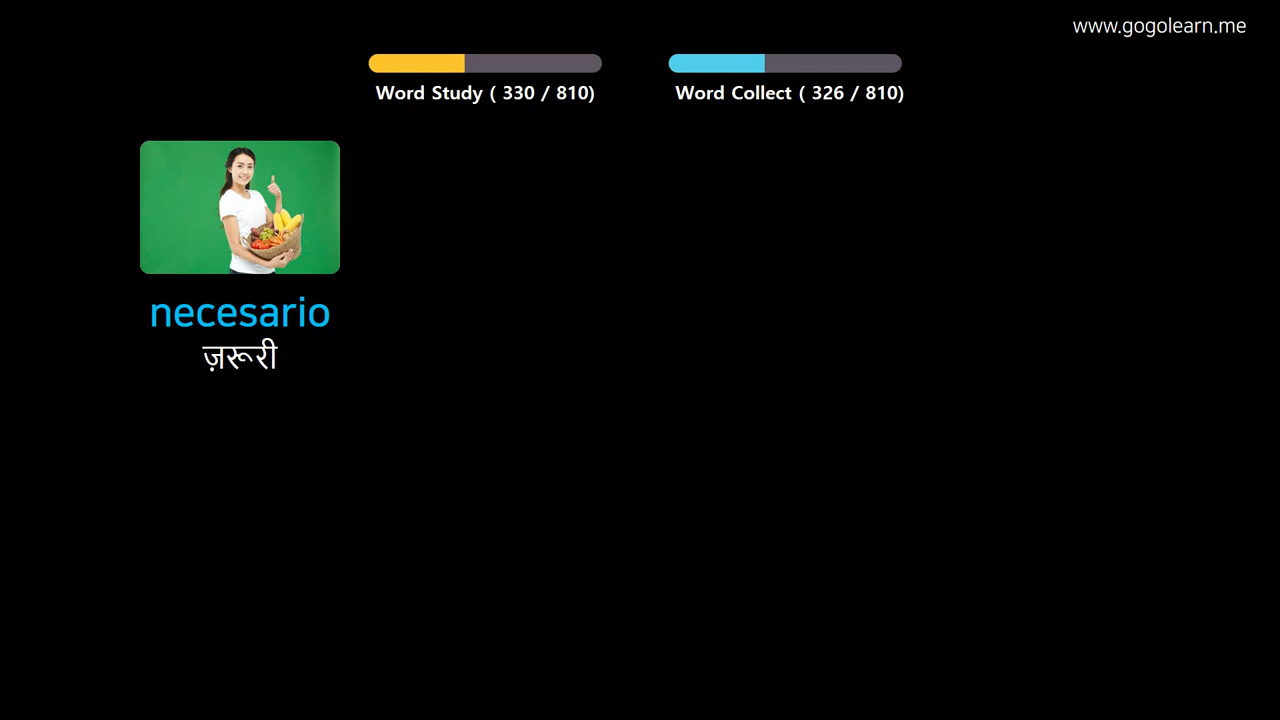 www.gogolearn.me
Word Study ( 330 / 810)
Word Collect ( 326 / 810)
necesario
ज़रूरी